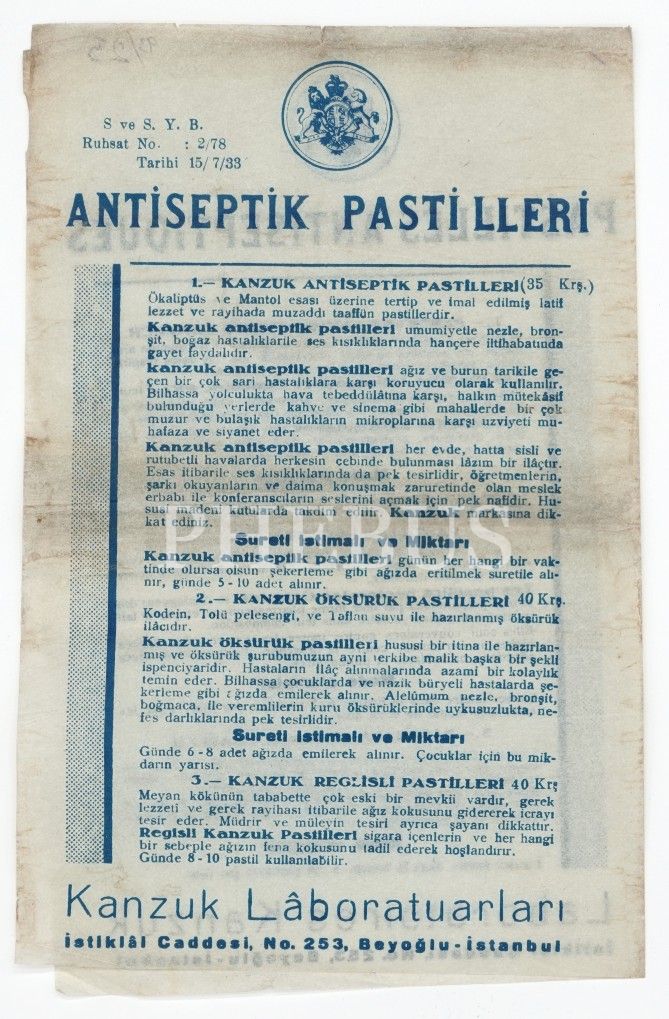 S ve S. Y. B.
Ruhsat No. : 2/78
Tarihi 15/7/33
ANTİSEPTİK PASTİLLERİ
1.— KANZUK ANTİSEPTİK PASTİLLERİ (35 Krş.)
Ökaliptüs ve Mantol esası üzerine tertip ve imal edilmiş latif
lezzet ve rayihada muzaddı taaffün pastillerdir.
Kanzuk antiseptik pastilleri umumiyetle nezle, bron-
şit, boğaz hastalıklarile ses kısıklıklarında hançere iltihabatında
gayet faydalıdır.
kanzuk antiseptik pastilleri ağız ve burun tarikile ge-
çen bir çok sari hastalıklara karşı koruyucu olarak kullanılır.
Bilhassa yolculukta hava tebeddülâtına karşı, halkın mütekâsif
bulunduğu yerlerde kahve ve sinema gibi mahallerde bir çok
muzur ve bulaşık hastalıkların mikroplarına karşı uzviyeti mu-
hafaza ve siyanet eder.
Kanzuk antiseptik pastilleri her evde, hatta sisli ve
rutubetli havalarda herkesin cebinde bulunması lâzım bir ilâçtır.
Esas itibarile ses kısıklıklarında da pek tesirlidir, öğretmenlerin,
şarkı okuyanların ve daima konuşmak zaruretinde olan meslek
erbabı ile konferanscıların seslerini açmak için pek nafidir. Hu-
susi madeni kutularda takdim edilir. Kanzuk markasına dik-
kat ediniz.
PHEBUS
Sureti istimali ve Miktarı
Kanzuk antiseptik pastilleri günün her hangi bir vak-
tinde olursa olsun şekerleme gibi ağızda eritilmek suretile alı-
nır, günde 5-10 adet alınır.
2.— KANZUK ÖKSÜRÜK PASTİLLERİ 40 Krş.
Kodein, Tolü pelesengi, ve Taflan suyu ile hazırlanmış öksürük
ilâcıdır.
Kanzuk öksürük pastilleri hususi bir itina ile hazırlan-
mış ve öksürük şurubumuzun ayni terkibe malik başka bir şekli
ispenciyaridir. Hastaların ilâç alınmalarında azami bir kolaylık
temin eder. Bilhassa çocuklarda ve nazik büryeli hastalarda şe-
kerleme gibi ağızda emilerek alınır. Alelûmum nezle, bronşit,
boğmaca, ile veremlilerin kuru öksürüklerinde uykusuzlukta, ne-
fes darlıklarında pek tesirlidir.
Sureti istimali ve Miktarı
Günde 6-8 adet ağızda emilerek alınır. Çocuklar için bu mik-
darın yarısı.
3.— KANZUK REGLİSLİ PASTİLLERİ 40 Krş
Meyan kökünün tababette çok eski bir mevkii vardır, gerek
lezzeti ve gerek rayihası itibarile ağız kokusunu gidererek icrayı
tesir eder. Müdrir ve müleyin tesiri ayrıca şayanı dikkattır.
Reglsli Kanzuk Pastilleri sigara içenlerin ve her hangi
bir sebeple ağızın fena kokusunu tadil ederek hoşlandırır.
Günde 8-10 pastil kullanılabilir.
Kanzuk Lâboratuarları
istiklâl Caddesi, No. 253, Beyoğlu-istanbul